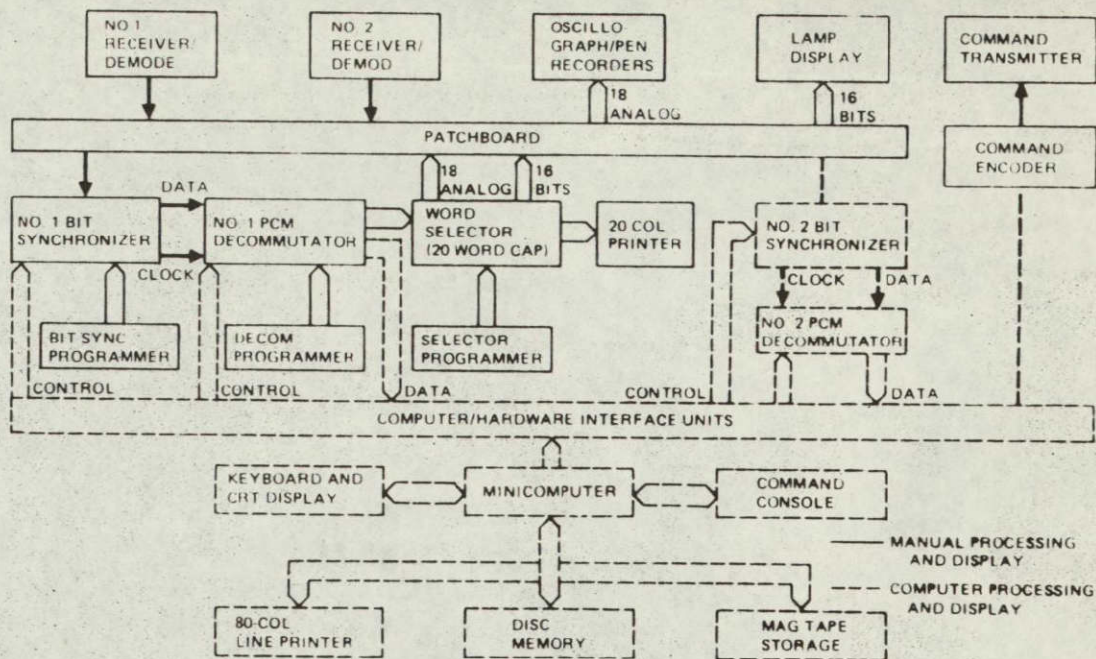 NO 1
RECEIVER/
DEMODE
NO. 2
RECEIVER/
DEMOD
OSCILLO
GRAPH/PEN
RECORDERS
LAMP
DISPLAY
COMMAND
TRANSMITTER
18
ANALOG
16
BITS
PATCHBOARD
COMMAND
ENCODER
18
ANALOG
16
BITS
DATA
NO. 1 BIT
SYNCHRONIZER
NO. 1 PCM
DECOMMUTATOR
WORD
SELECTOR
(20 WORD CAP)
20 COL
PRINTER
NO. 2 BIT
SYNCHRONIZER
CLOCK
CLOCK
DATA
BIT SYNC
PROGRAMMER
DECOM
PROGRAMMER
SELECTOR
PROGRAMMER
NO. 2 PCM
DECOMMUTATOR
CONTROL
CONTROL
DATA
CONTROL
DATA
COMPUTER/HARDWARE INTERFACE UNITS
KEYBOARD AND
CRT DISPLAY
MINICOMPUTER
COMMAND
CONSOLE
MANUAL PROCESSING
AND DISPLAY
COMPUTER PROCESSING
AND DISPLAY
80-COL
LINE PRINTER
DISC
MEMORY
MAG TAPE
STORAGE